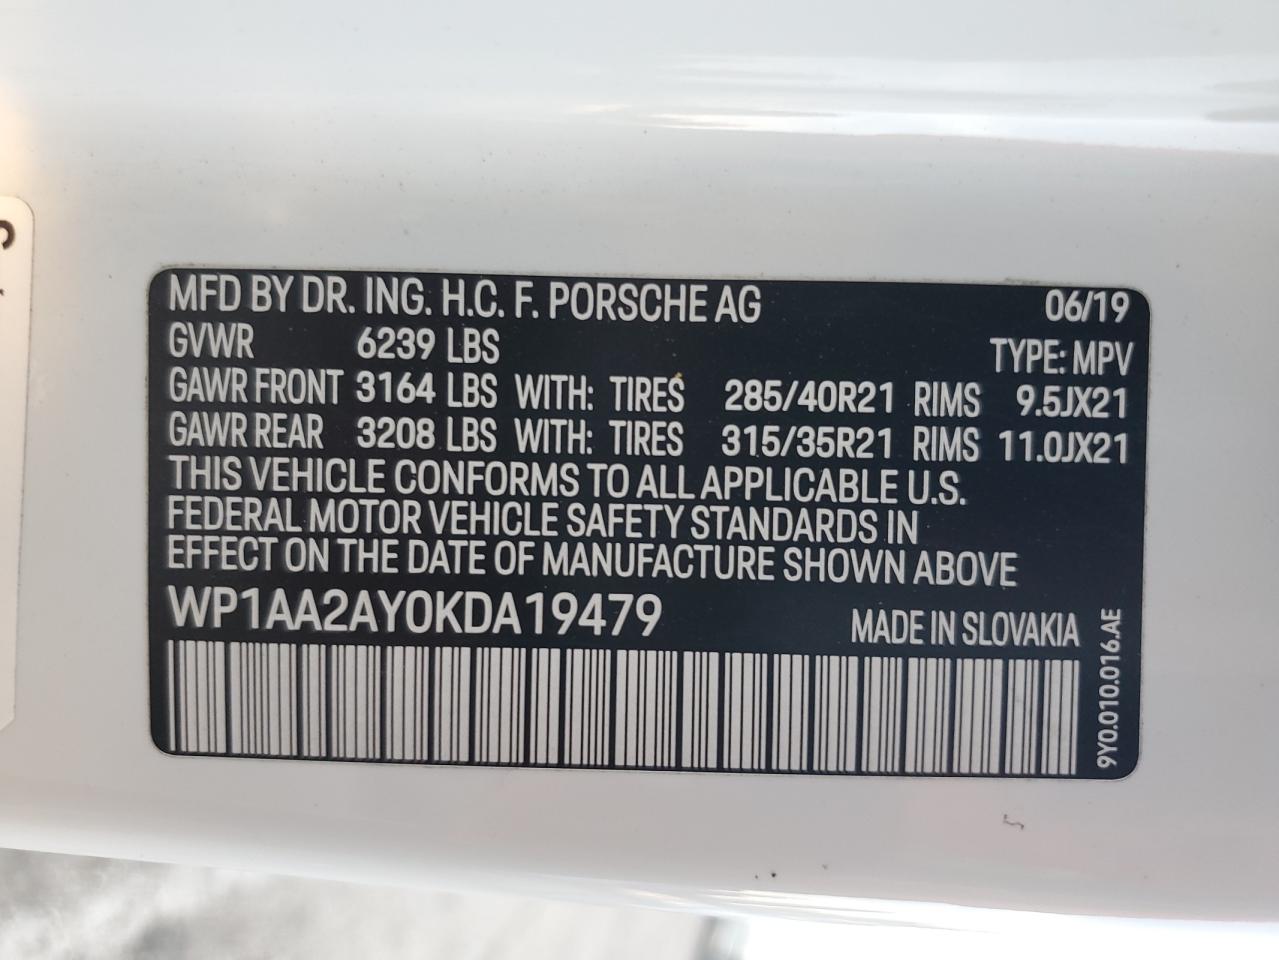 MFD BY DR. ING. H.C. F. PORSCHE AG 06/19
GVWR 6239 LBS TYPE: MPV
GAWR FRONT 3164 LBS WITH: TIRES 285/40R21 RIMS 9.5JX21
GAWR REAR 3208 LBS WITH: TIRES 315/35R21 RIMS 11.0JX21
THIS VEHICLE CONFORMS TO ALL APPLICABLE U.S.
FEDERAL MOTOR VEHICLE SAFETY STANDARDS IN
EFFECT ON THE DATE OF MANUFACTURE SHOWN ABOVE
WP1AA2AY0KDA19479 MADE IN SLOVAKIA
9Y0.010.016.AE